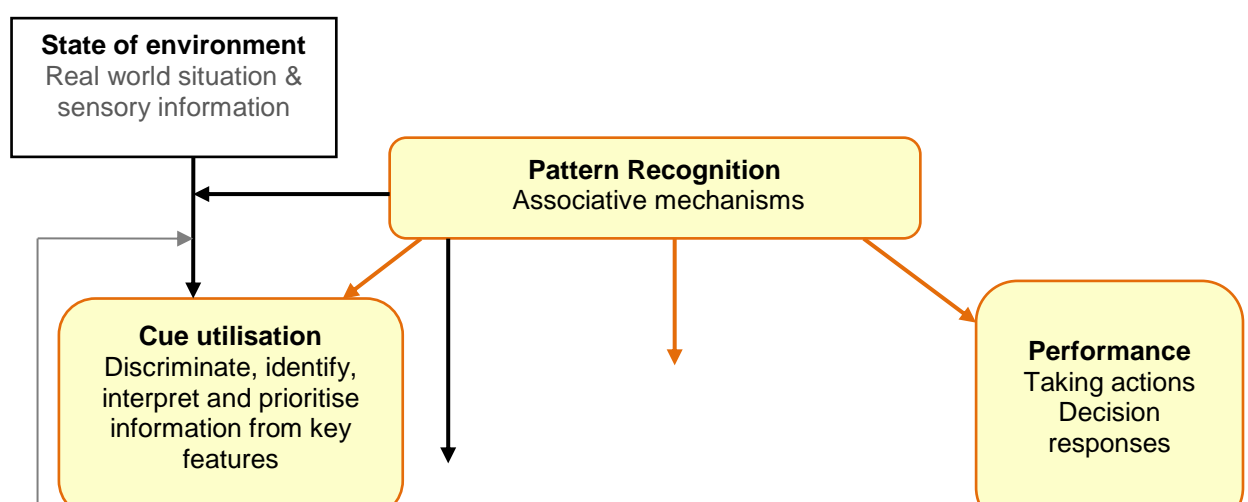 State of environment
Real world situation &
sensory information
Pattern Recognition
Associative mechanisms
Cue utilisation
Discriminate, identify,
interpret and prioritise
information from key
features
Performance
Taking actions
Decision
responses